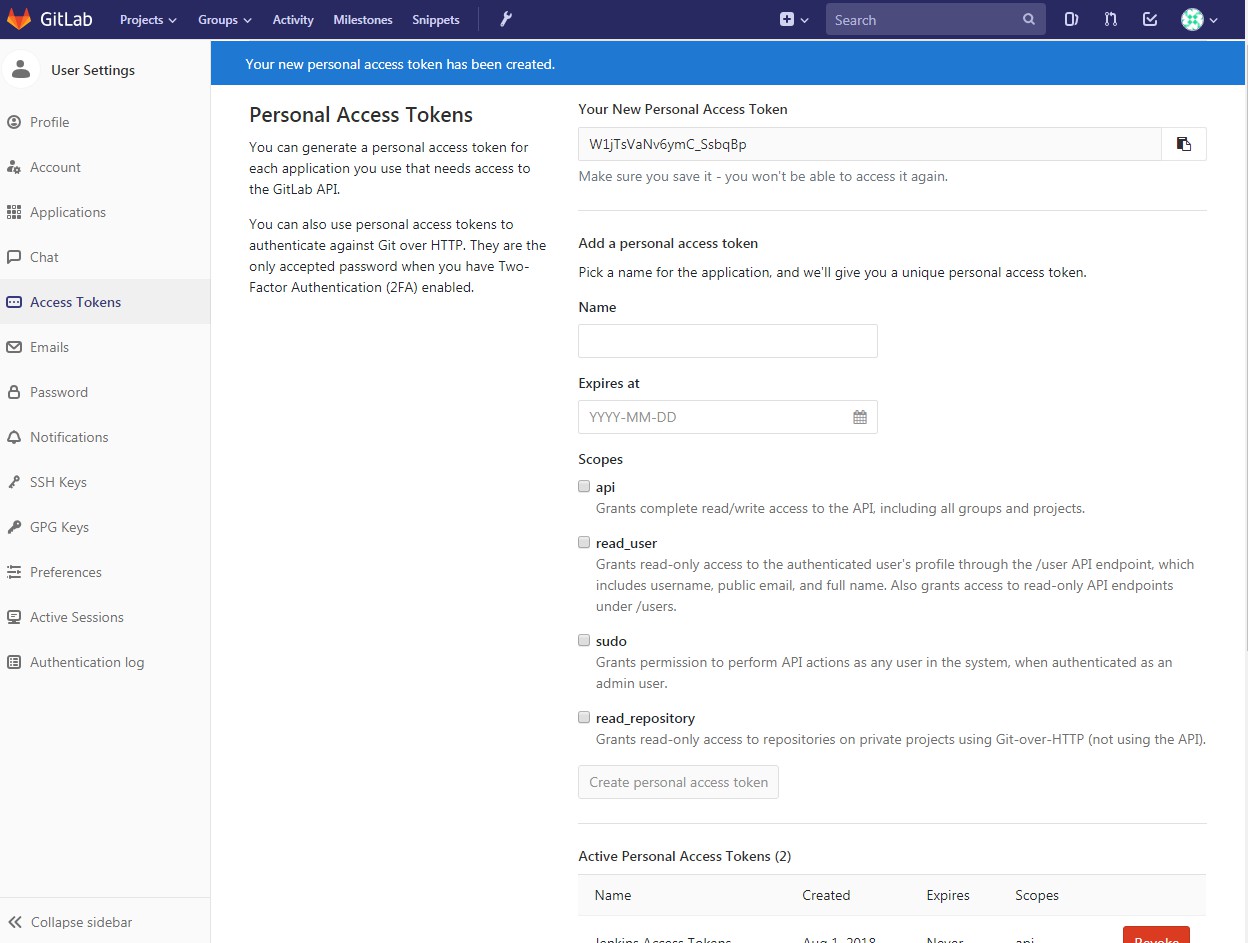 GitLab Projects Groups Activity Milestones Snippets Search
User Settings
Profile
Account
Applications
Chat
Access Tokens
Emails
Password
Notifications
SSH Keys
GPG Keys
Preferences
Active Sessions
Authentication log
Collapse sidebar
Your new personal access token has been created.
Personal Access Tokens
You can generate a personal access token for
each application you use that needs access to
the GitLab API.
You can also use personal access tokens to
authenticate against Git over HTTP. They are the
only accepted password when you have Two-
Factor Authentication (2FA) enabled.
Your New Personal Access Token
W1jTsVaNv6ymC_SsbqBp
Make sure you save it - you won't be able to access it again.
Add a personal access token
Pick a name for the application, and we'll give you a unique personal access token.
Name
Expires at
YYYY-MM-DD
Scopes
api
Grants complete read/write access to the API, including all groups and projects.
read_user
Grants read-only access to the authenticated user's profile through the /user API endpoint, which
includes username, public email, and full name. Also grants access to read-only API endpoints
under /users.
sudo
Grants permission to perform API actions as any user in the system, when authenticated as an
admin user.
read_repository
Grants read-only access to repositories on private projects using Git-over-HTTP (not using the API).
Create personal access token
Active Personal Access Tokens (2)
Name Created Expires Scopes
Jenkins Access Tokens Aug 1, 2018 Never api Revoke